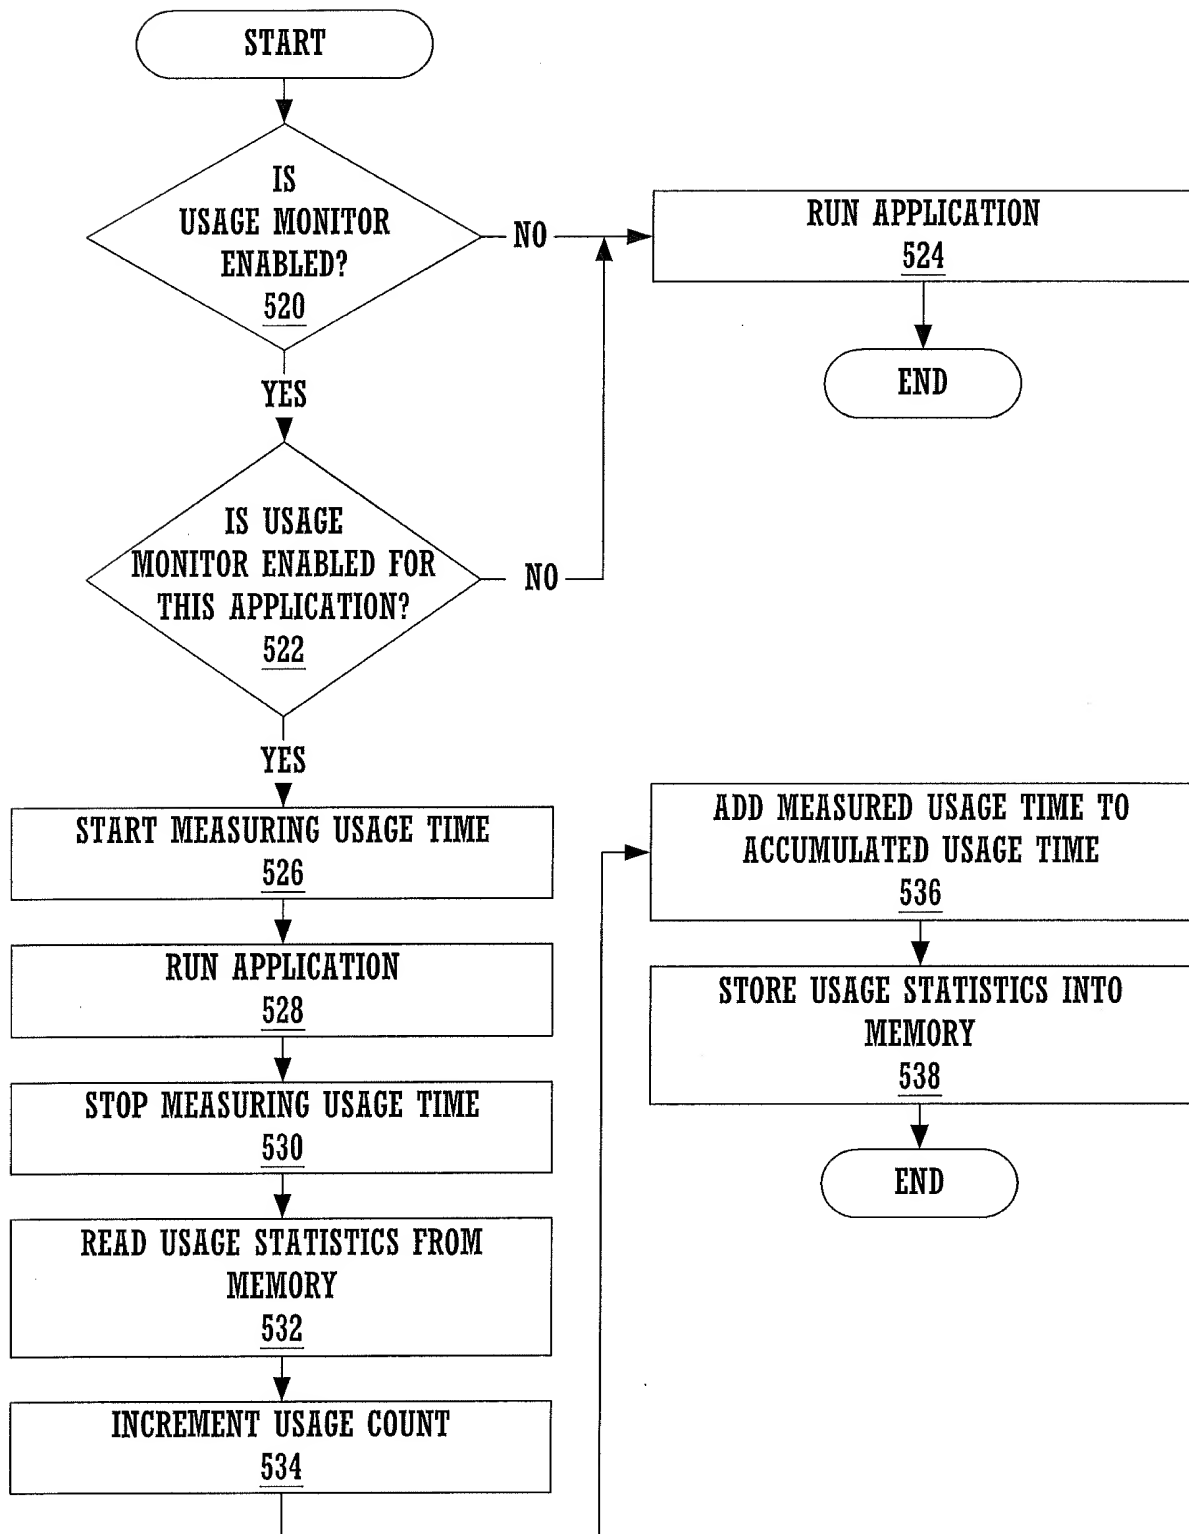 START
IS
USAGE MONITOR
ENABLED?
520
NO
RUN APPLICATION
524
END
YES
IS USAGE
MONITOR ENABLED FOR
THIS APPLICATION?
522
NO
YES
START MEASURING USAGE TIME
526
RUN APPLICATION
528
STOP MEASURING USAGE TIME
530
READ USAGE STATISTICS FROM
MEMORY
532
INCREMENT USAGE COUNT
534
ADD MEASURED USAGE TIME TO
ACCUMULATED USAGE TIME
536
STORE USAGE STATISTICS INTO
MEMORY
538
END